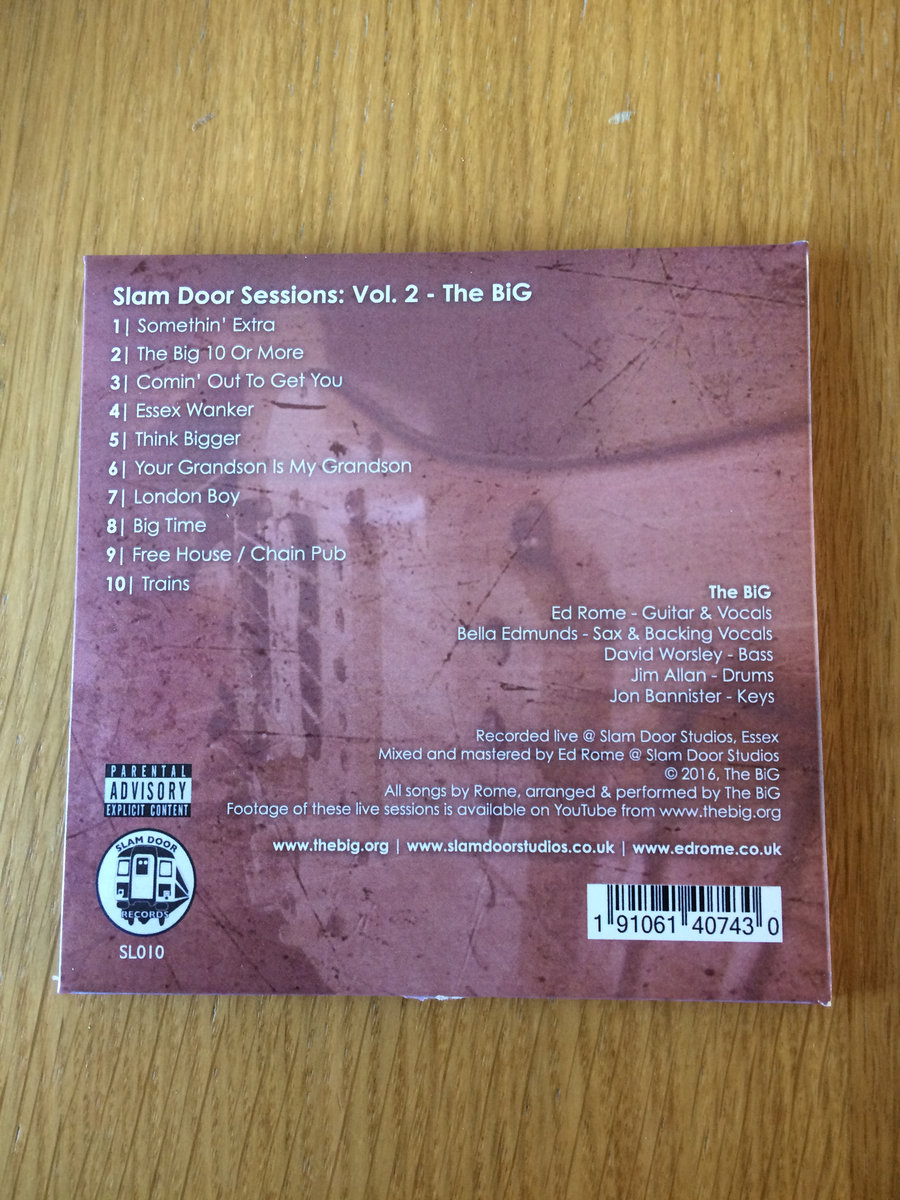 Slam Door Sessions: Vol. 2 - The BiG
1| Somethin' Extra
2| The Big 10 Or More
3| Comin' Out To Get You
4| Essex Wanker
5| Think Bigger
6| Your Grandson Is My Grandson
7| London Boy
8| Big Time
9| Free House / Chain Pub
10| Trains
The BiG
Ed Rome - Guitar & Vocals
Bella Edmunds - Sax & Backing Vocals
David Worsley - Bass
Jim Allan - Drums
Jon Bannister - Keys
Recorded live @ Slam Door Studios, Essex
Mixed and mastered by Ed Rome @ Slam Door Studios
© 2016, The BiG
All songs by Rome, arranged & performed by The BiG
Footage of these live sessions is available on YouTube from www.thebig.org
www.thebig.org | www.slamdoorstudios.co.uk | www.edrome.co.uk
PARENTAL
ADVISORY
EXPLICIT CONTENT
SLAM DOOR
RECORDS
SL010
1 91061 40743 0